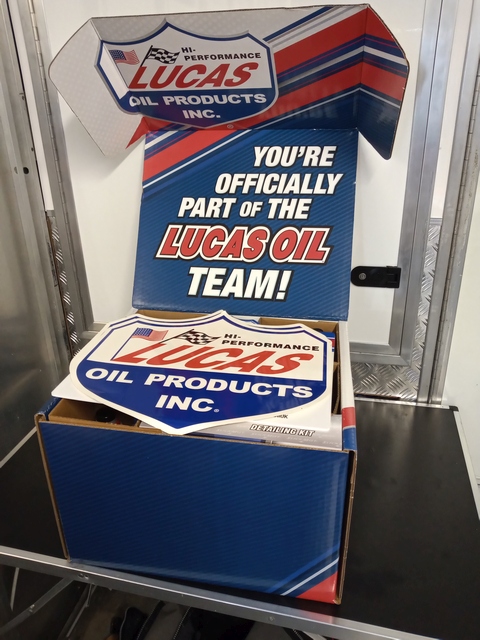 HI-
PERFORMANCE
LUCAS
OIL PRODUCTS
INC.
YOU'RE
OFFICIALLY
PART OF THE
LUCAS OIL
TEAM!
HI-
PERFORMANCE
LUCAS
OIL PRODUCTS
INC.
DETAILING KIT